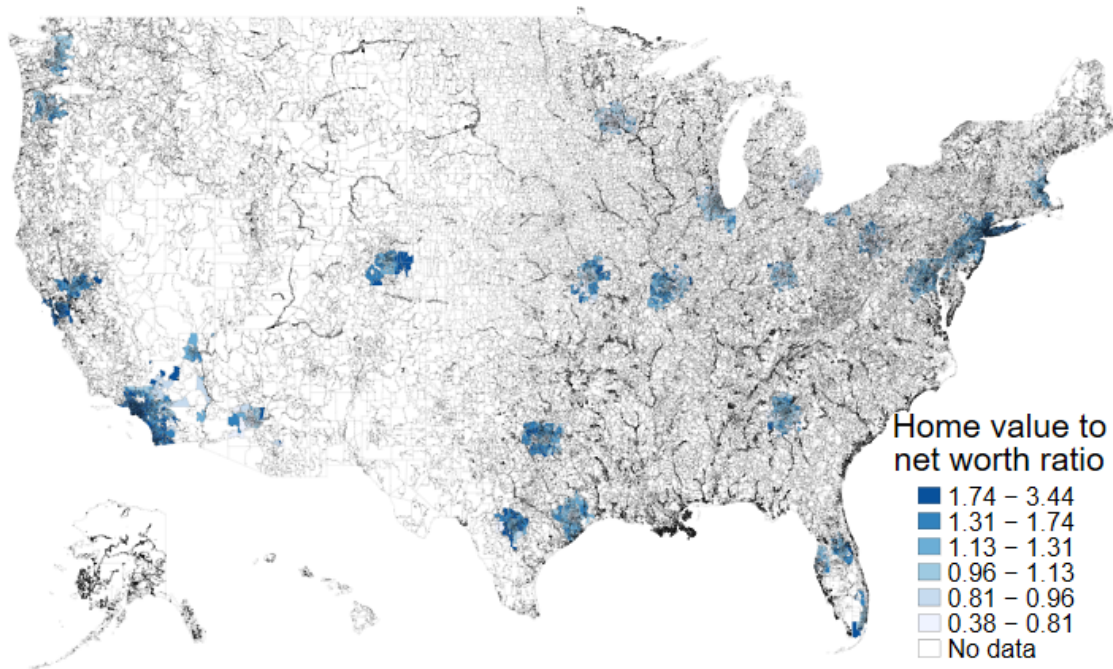 Home value to
net worth ratio
1.74 − 3.44
1.31 − 1.74
1.13 − 1.31
0.96 − 1.13
0.81 − 0.96
0.38 − 0.81
No data